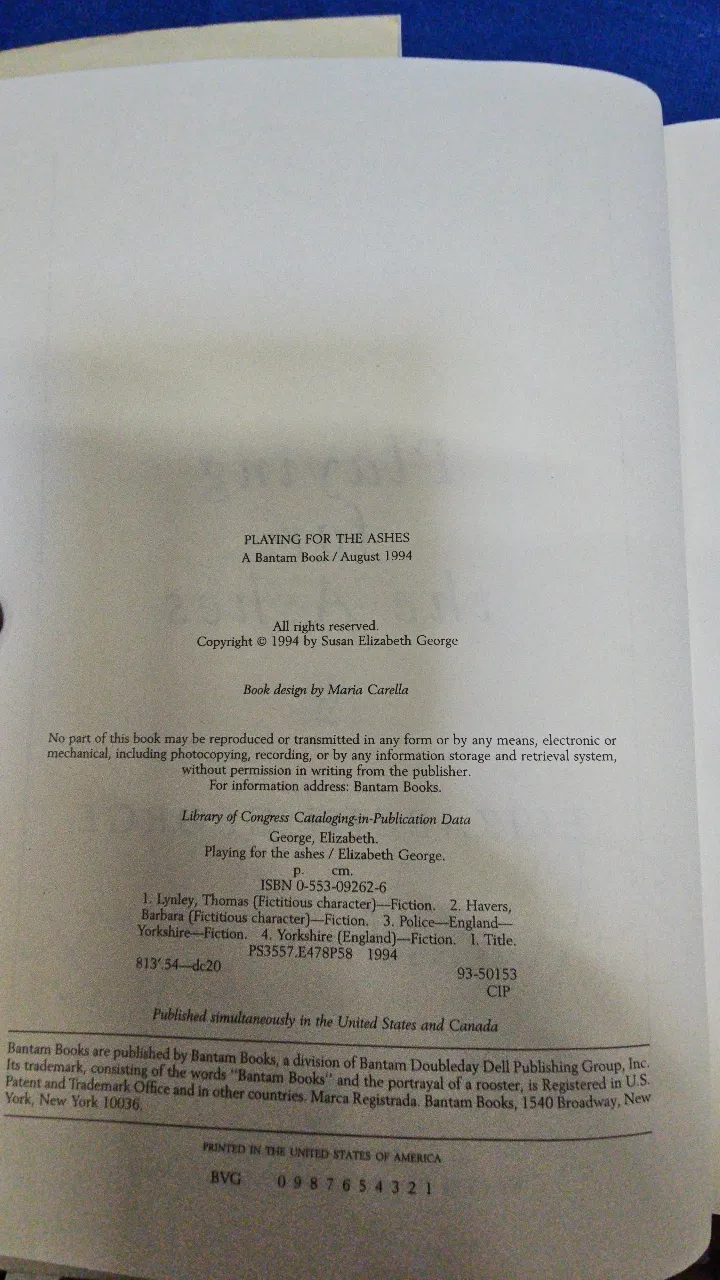 PLAYING FOR THE ASHES
A Bantam Book / August 1994
All rights reserved.
Copyright © 1994 by Susan Elizabeth George
Book design by Maria Carella
No part of this book may be reproduced or transmitted in any form or by any means, electronic or
mechanical, including photocopying, recording, or by any information storage and retrieval system,
without permission in writing from the publisher.
For information address: Bantam Books.
Library of Congress Cataloging-in-Publication Data
George, Elizabeth.
Playing for the ashes / Elizabeth George.
p. cm.
ISBN 0-553-09262-6
1. Lynley, Thomas (Fictitious character)—Fiction. 2. Havers,
Barbara (Fictitious character)—Fiction. 3. Police—England—
Yorkshire—Fiction. 4. Yorkshire (England)—Fiction. I. Title.
PS3557.E478P58 1994
813'.54—dc20
93-50153
CIP
Published simultaneously in the United States and Canada
Bantam Books are published by Bantam Books, a division of Bantam Doubleday Dell Publishing Group, Inc.
Its trademark, consisting of the words "Bantam Books" and the portrayal of a rooster, is Registered in U.S.
Patent and Trademark Office and in other countries. Marca Registrada. Bantam Books, 1540 Broadway, New
York, New York 10036.
PRINTED IN THE UNITED STATES OF AMERICA
BVG 0 9 8 7 6 5 4 3 2 1